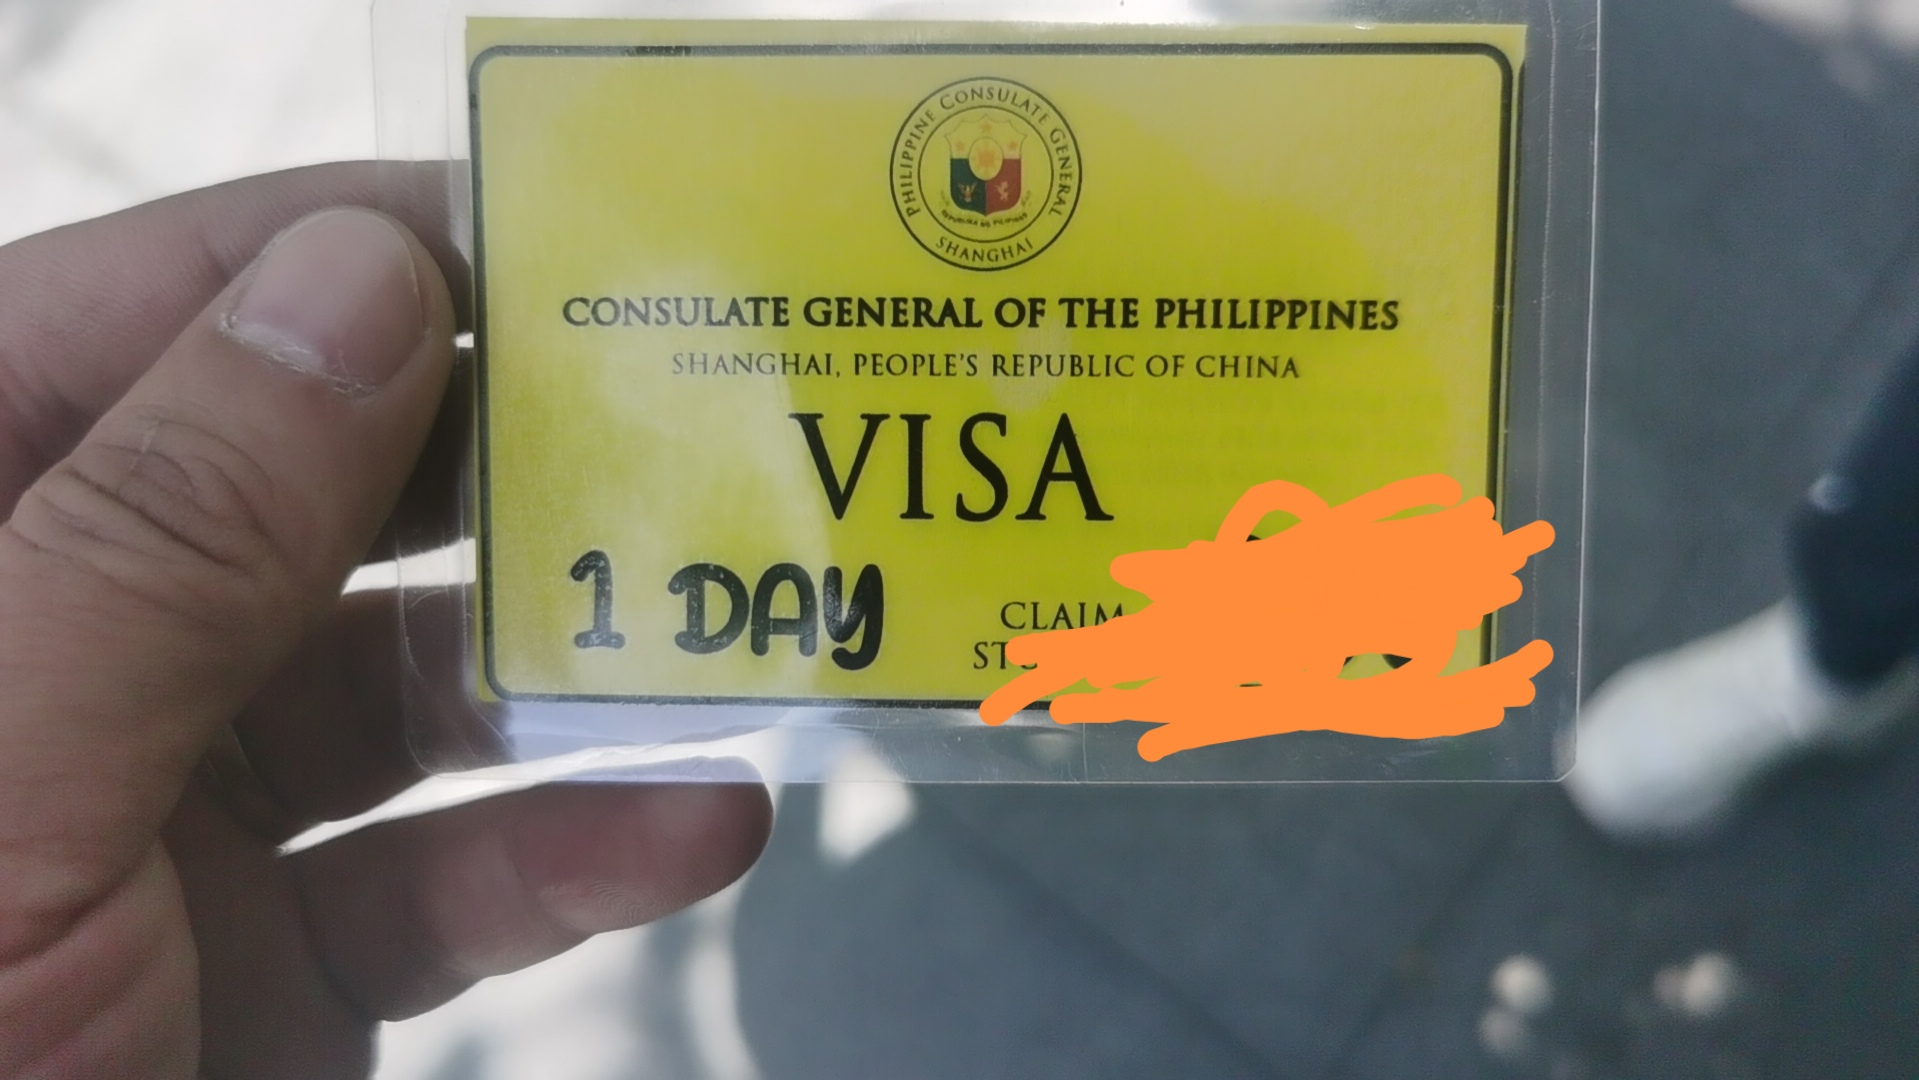 PHILIPPINE CONSULATE GENERAL
SHANGHAI
CONSULATE GENERAL OF THE PHILIPPINES
SHANGHAI, PEOPLE'S REPUBLIC OF CHINA
VISA
1 DAY
CLAIM